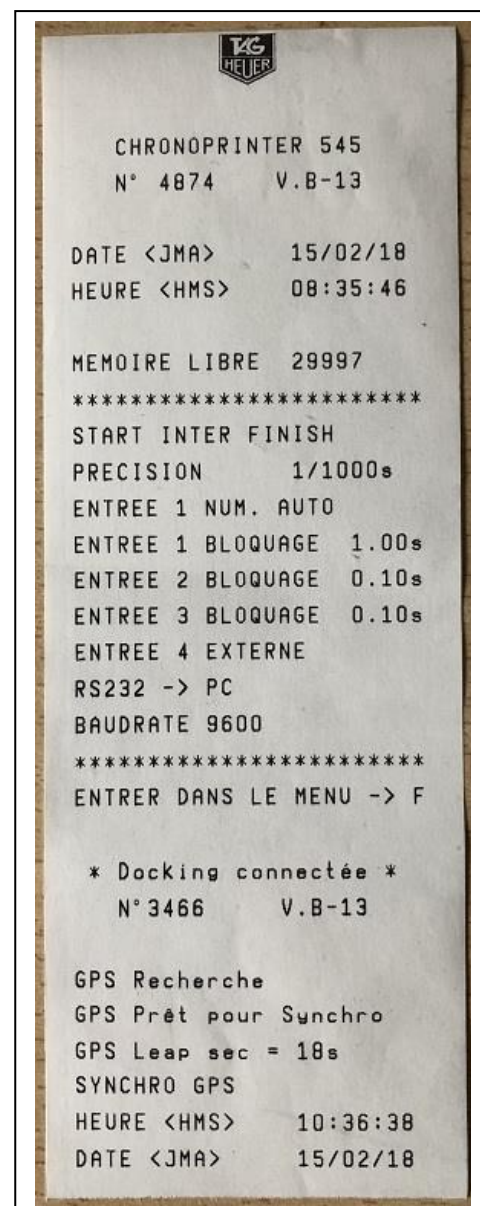 TAG
HEUER
CHRONOPRINTER 545
N° 4874 V.B-13
DATE <JMA> 15/02/18
HEURE <HMS> 08:35:46
MEMOIRE LIBRE 29997
************************
START INTER FINISH
PRECISION 1/1000s
ENTREE 1 NUM. AUTO
ENTREE 1 BLOQUAGE 1.00s
ENTREE 2 BLOQUAGE 0.10s
ENTREE 3 BLOQUAGE 0.10s
ENTREE 4 EXTERNE
RS232 -> PC
BAUDRATE 9600
************************
ENTRER DANS LE MENU -> F
* Docking connectée *
N°3466 V.B-13
GPS Recherche
GPS Prêt pour Synchro
GPS Leap sec = 18s
SYNCHRO GPS
HEURE <HMS> 10:36:38
DATE <JMA> 15/02/18